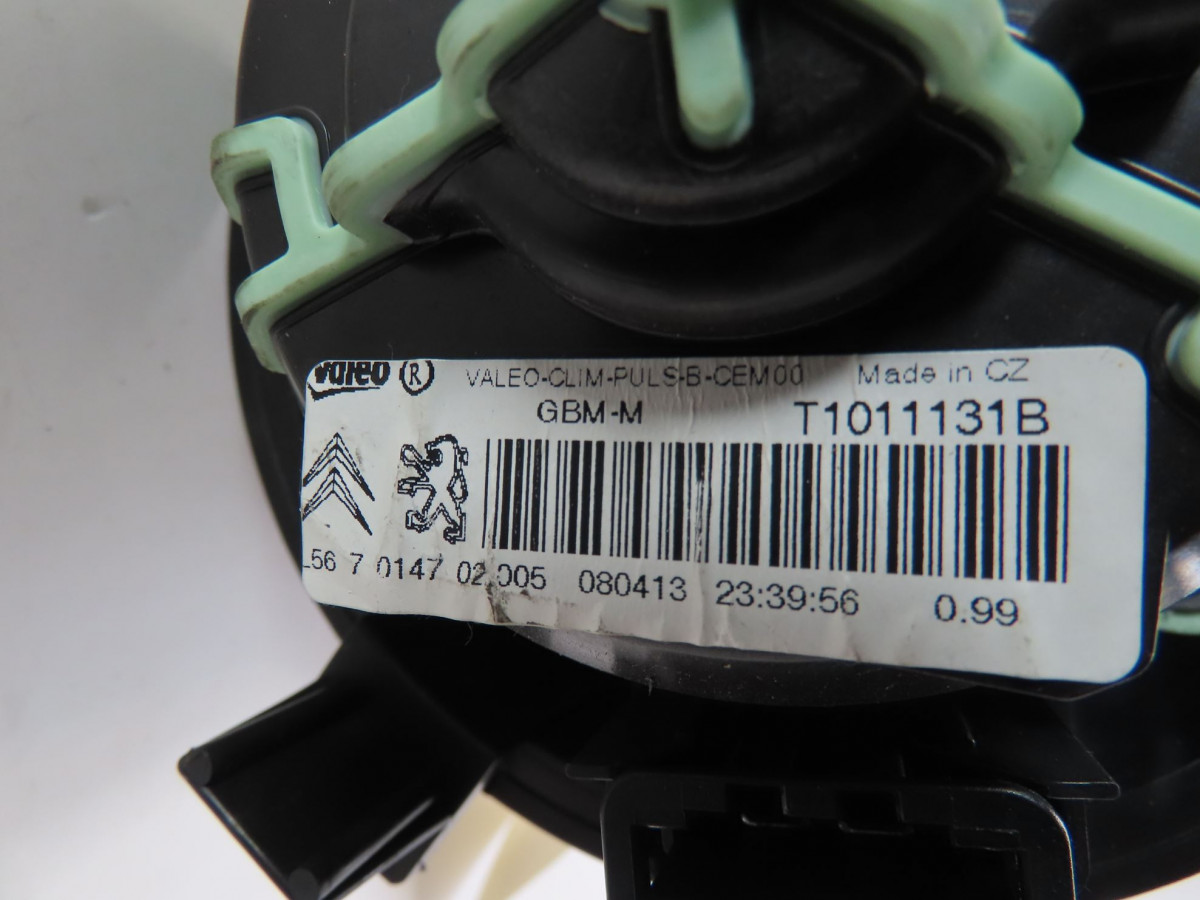 Valeo ® VALEO-CLIM-PULS-B-CEM00 Made in CZ
GBM-M T1011131B
L56 7 0147 02 005 080413 23:39:56 0.99